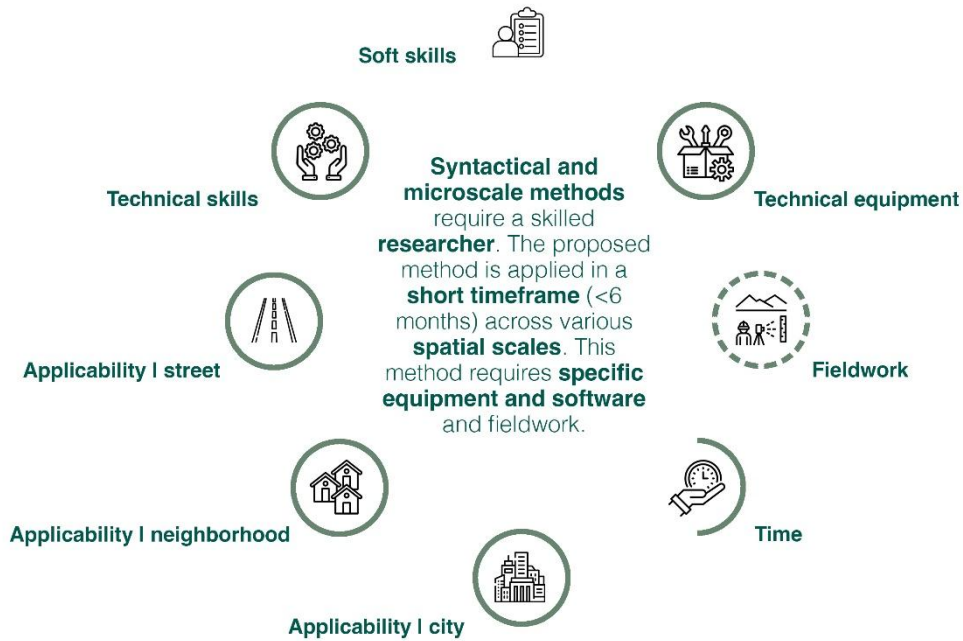 Soft skills
Technical skills
Technical equipment
Syntactical and
microscale methods
require a skilled
researcher. The proposed
method is applied in a
short timeframe (<6
months) across various
spatial scales. This
method requires specific
equipment and software
and fieldwork.
Applicability | street
Fieldwork
Applicability | neighborhood
Time
Applicability | city